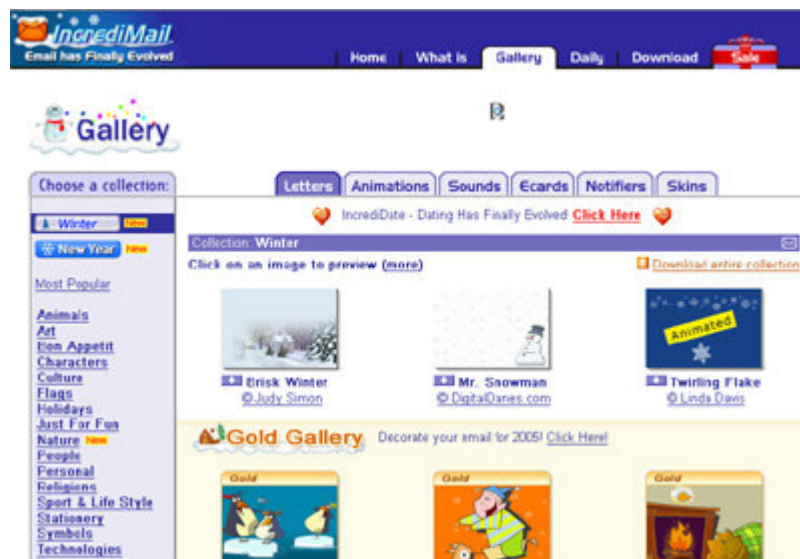 IncrediMail
Email has Finally Evolved
Home What is Gallery Daily Download Sale
Gallery
Choose a collection:
Letters Animations Sounds Ecards Notifiers Skins
Winter New
IncrediDate - Dating Has Finally Evolved Click Here
New Year New
Collection: Winter
Click on an image to preview (more)
Download entire collection
Most Popular
Animals
Art
Bon Appetit
Characters
Culture
Flags
Holidays
Just For Fun
Nature New
People
Personal
Religions
Sport & Life Style
Stationery
Symbols
Technologies
Animated
Brisk Winter
© Judy Simon
Mr. Snowman
© DigitalDanes.com
Twirling Flake
© Linda Davis
Gold Gallery
Decorate your email for 2005! Click Here!
Gold Gold Gold